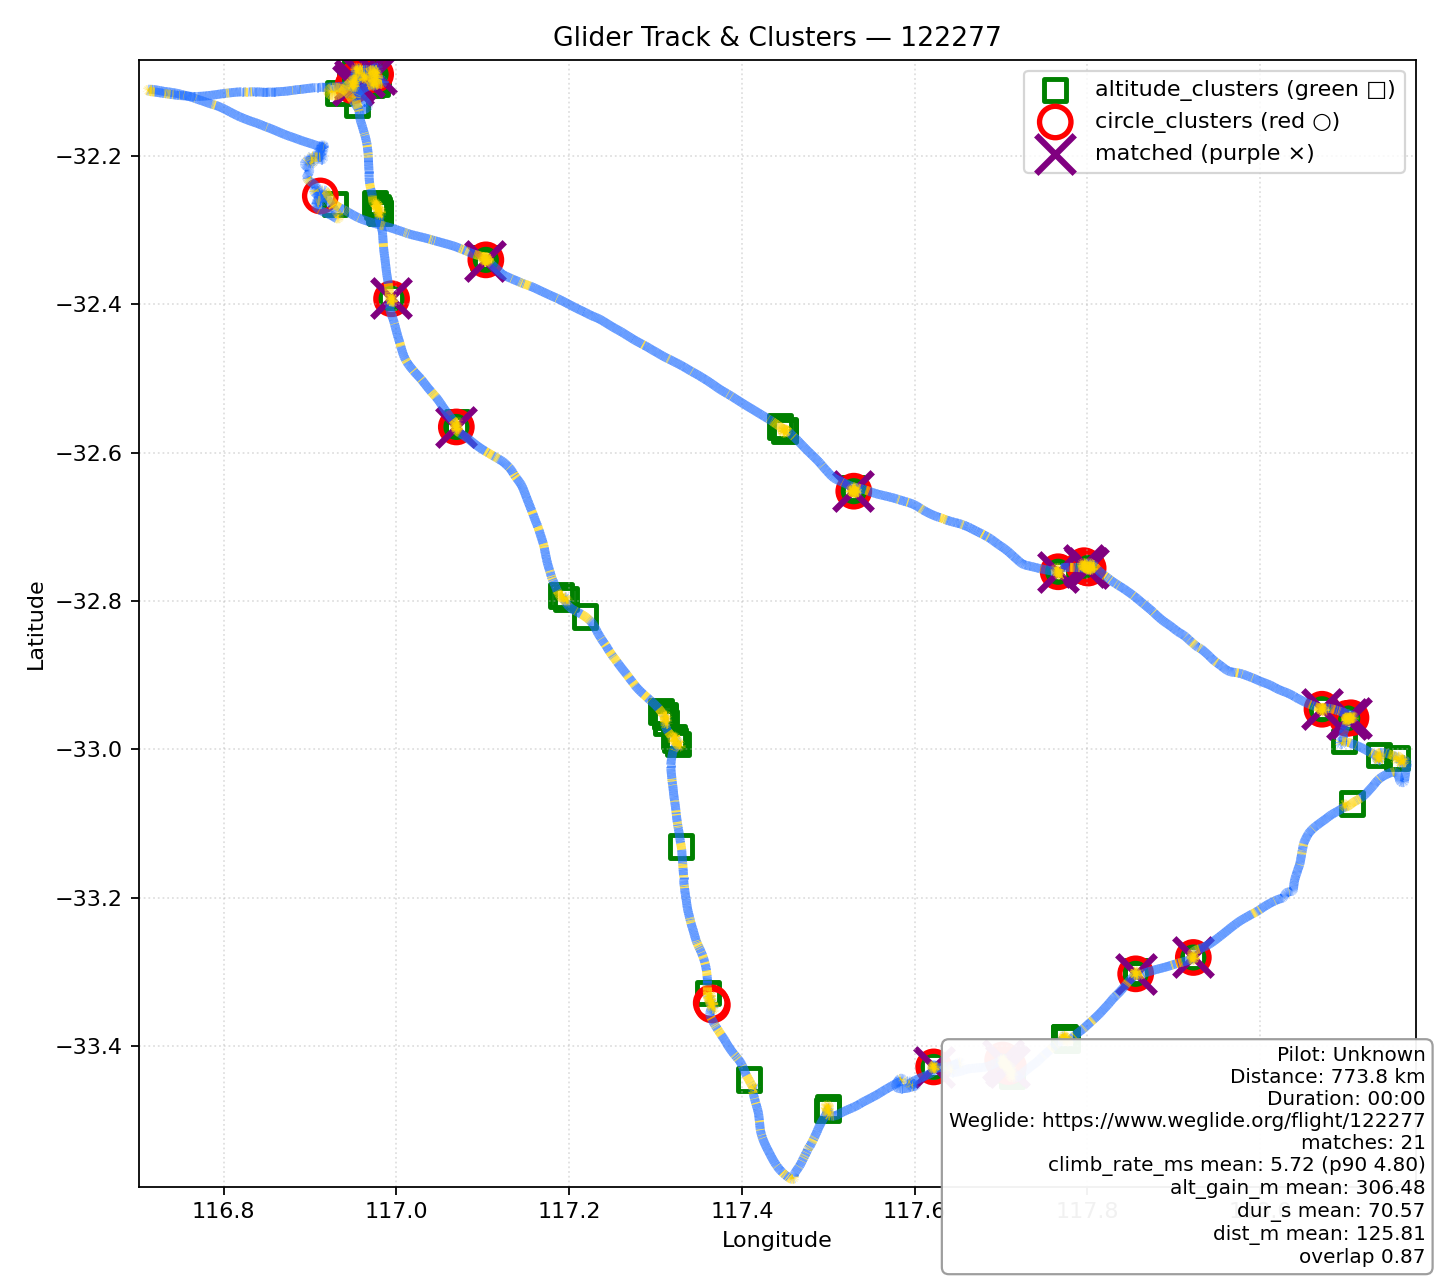 Glider Track & Clusters — 122277
altitude_clusters (green □)
circle_clusters (red ○)
matched (purple ×)
Latitude
−32.2
−32.4
−32.6
−32.8
−33.0
−33.2
−33.4
116.8
117.0
117.2
117.4
117.6
117.8
Longitude
Pilot: Unknown
Distance: 773.8 km
Duration: 00:00
Weglide: https://www.weglide.org/flight/122277
matches: 21
climb_rate_ms mean: 5.72 (p90 4.80)
alt_gain_m mean: 306.48
dur_s mean: 70.57
dist_m mean: 125.81
overlap 0.87